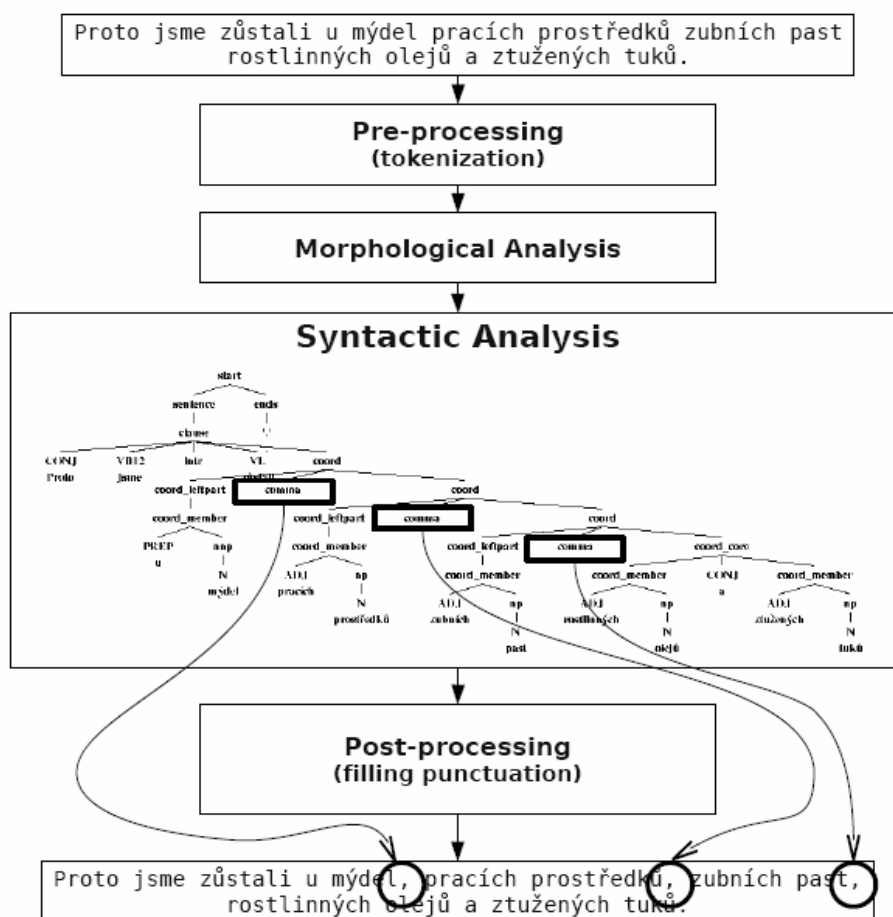 Proto jsme zůstali u mýdel pracích prostředků zubních past
rostlinných olejů a ztužených tuků.
Pre-processing
(tokenization)
Morphological Analysis
Syntactic Analysis
start
sentence ends
clause
CONJ VB12 intr coord
Proto jsme
coord_leftpart comma coord
coord_member coord_leftpart comma coord
PREP nnp coord_member coord_leftpart comma coord_core
u N ADJ np coord_member coord_member CONJ coord_member
mýdel pracích N ADJ np ADJ np a ADJ np
prostředků zubních N rostlinných N ztužených N
past olejů tuků
Post-processing
(filling punctuation)
Proto jsme zůstali u mýdel, pracích prostředků, zubních past,
rostlinných olejů a ztužených tuků.